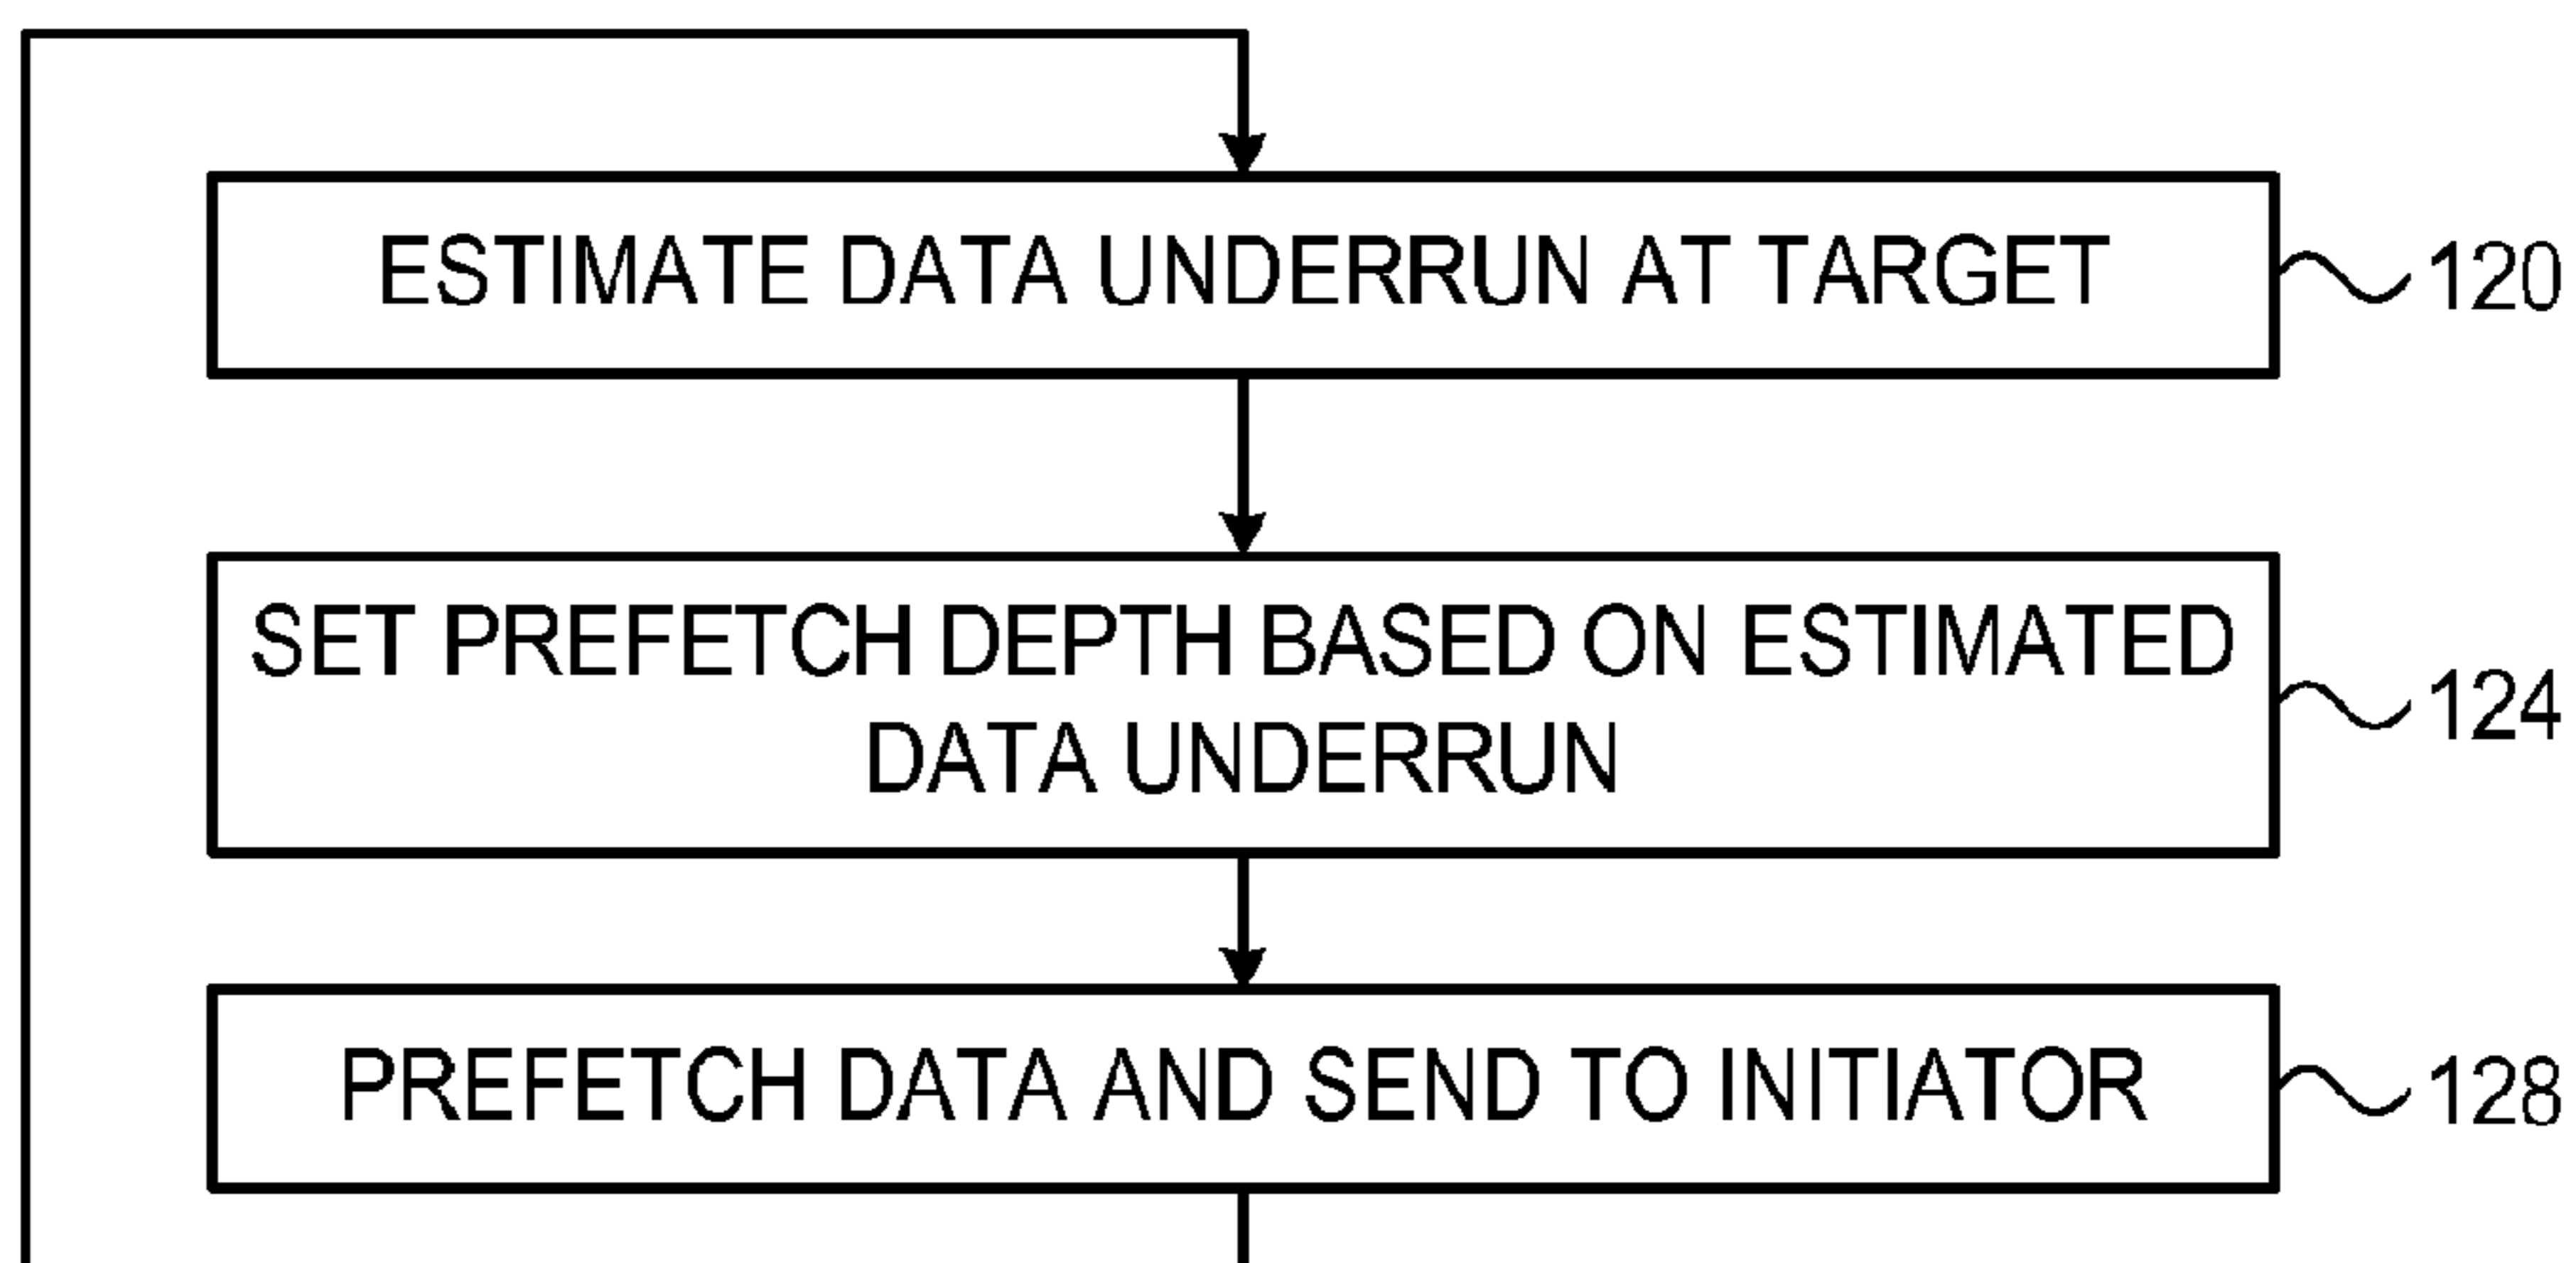 ESTIMATE DATA UNDERRUN AT TARGET
120
SET PREFETCH DEPTH BASED ON ESTIMATED
DATA UNDERRUN
124
PREFETCH DATA AND SEND TO INITIATOR
128